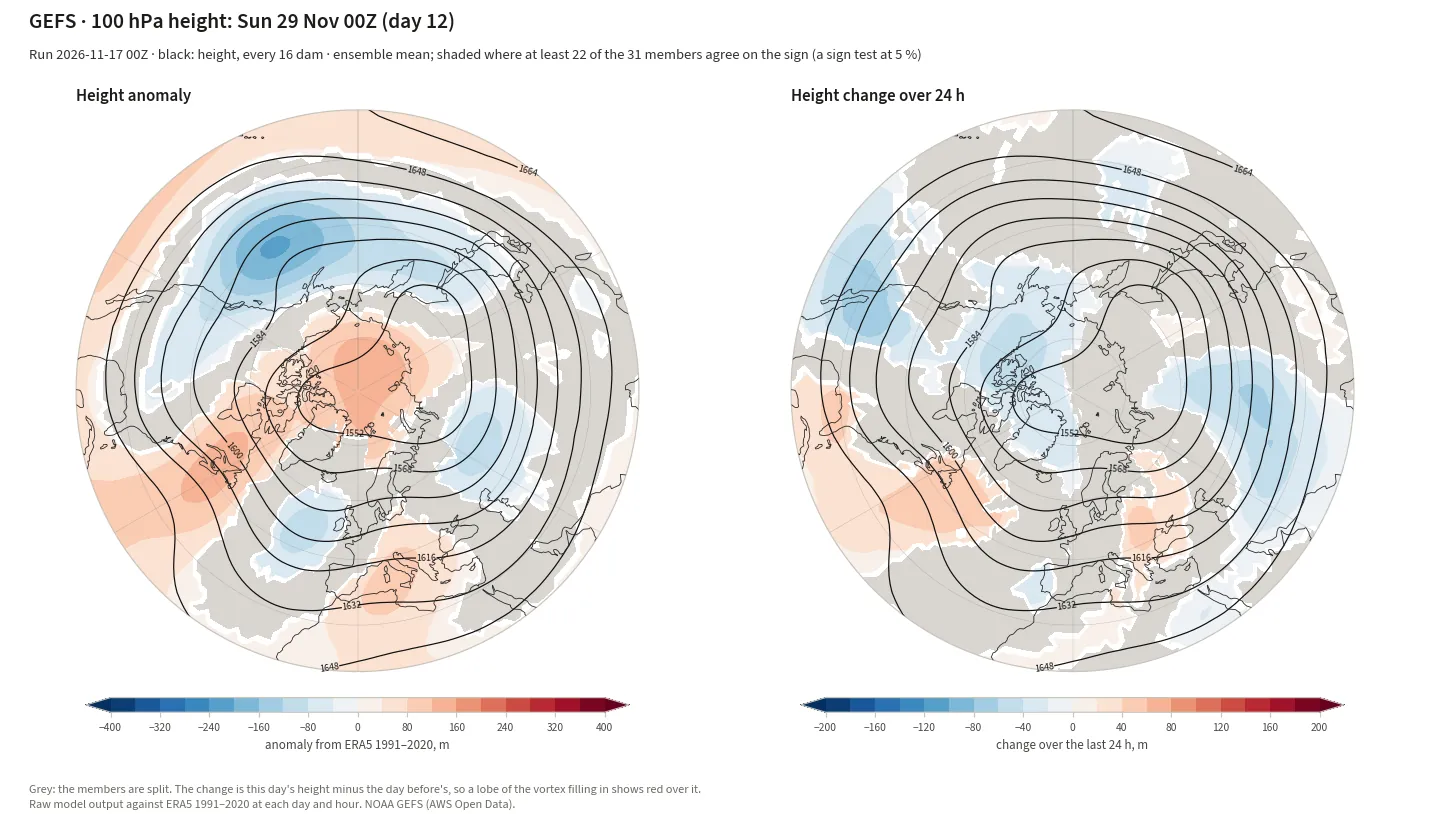 GEFS · 100 hPa height: Sun 29 Nov 00Z (day 12)
Run 2026-11-17 00Z · black: height, every 16 dam · ensemble mean; shaded where at least 22 of the 31 members agree on the sign (a sign test at 5 %)
Height anomaly
Height change over 24 h
1648
1664
1584
1600
1552
1568
1616
1632
1648
1648
1664
1584
1600
1552
1568
1616
1632
1648
−400 −320 −240 −160 −80 0 80 160 240 320 400
anomaly from ERA5 1991–2020, m
−200 −160 −120 −80 −40 0 40 80 120 160 200
change over the last 24 h, m
Grey: the members are split. The change is this day's height minus the day before's, so a lobe of the vortex filling in shows red over it.
Raw model output against ERA5 1991–2020 at each day and hour. NOAA GEFS (AWS Open Data).